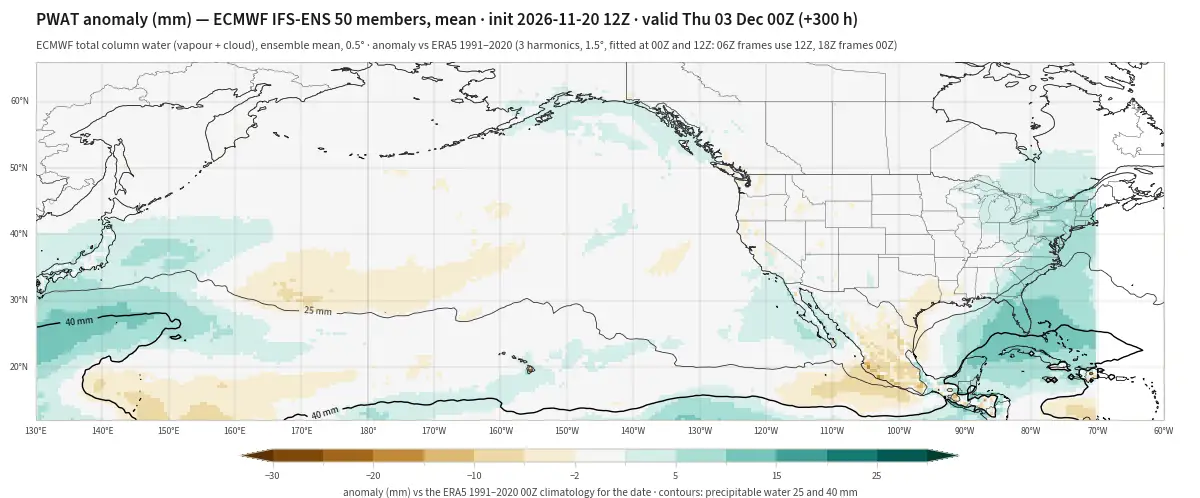 PWAT anomaly (mm) — ECMWF IFS-ENS 50 members, mean · init 2026-11-20 12Z · valid Thu 03 Dec 00Z (+300 h)
ECMWF total column water (vapour + cloud), ensemble mean, 0.5° · anomaly vs ERA5 1991–2020 (3 harmonics, 1.5°, fitted at 00Z and 12Z: 06Z frames use 12Z, 18Z frames 00Z)
60°N
50°N
40°N
30°N
20°N
25 mm
40 mm
40 mm
130°E 140°E 150°E 160°E 170°E 180° 170°W 160°W 150°W 140°W 130°W 120°W 110°W 100°W 90°W 80°W 70°W 60°W
−30 −20 −10 −2 5 15 25
anomaly (mm) vs the ERA5 1991–2020 00Z climatology for the date · contours: precipitable water 25 and 40 mm